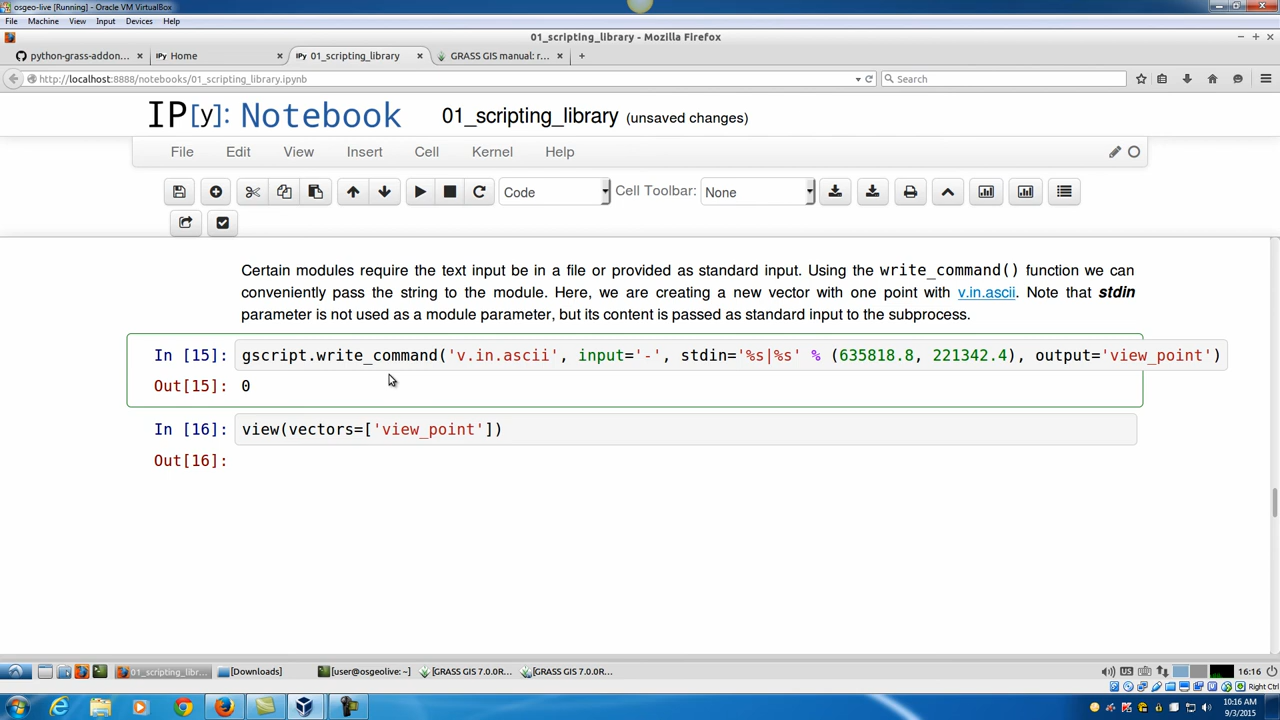 osgeo-live [Running] - Oracle VM VirtualBox
File Machine View Input Devices Help
01_scripting_library - Mozilla Firefox
python-grass-addon... × IPy Home × IPy 01_scripting_library × GRASS GIS manual: r... × +
http://localhost:8888/notebooks/01_scripting_library.ipynb
Search
IP[y]: Notebook 01_scripting_library (unsaved changes)
File Edit View Insert Cell Kernel Help
Code Cell Toolbar: None
Certain modules require the text input be in a file or provided as standard input. Using the write_command() function we can
conveniently pass the string to the module. Here, we are creating a new vector with one point with v.in.ascii. Note that stdin
parameter is not used as a module parameter, but its content is passed as standard input to the subprocess.
In [15]: gscript.write_command('v.in.ascii', input='-', stdin='%s|%s' % (635818.8, 221342.4), output='view_point')
Out[15]: 0
In [16]: view(vectors=['view_point'])
Out[16]:
01_scripting_libr... [Downloads] [user@osgeolive: ~] [GRASS GIS 7.0.0R... [GRASS GIS 7.0.0R... US 16:16
Right Ctrl
10:16 AM
9/3/2015